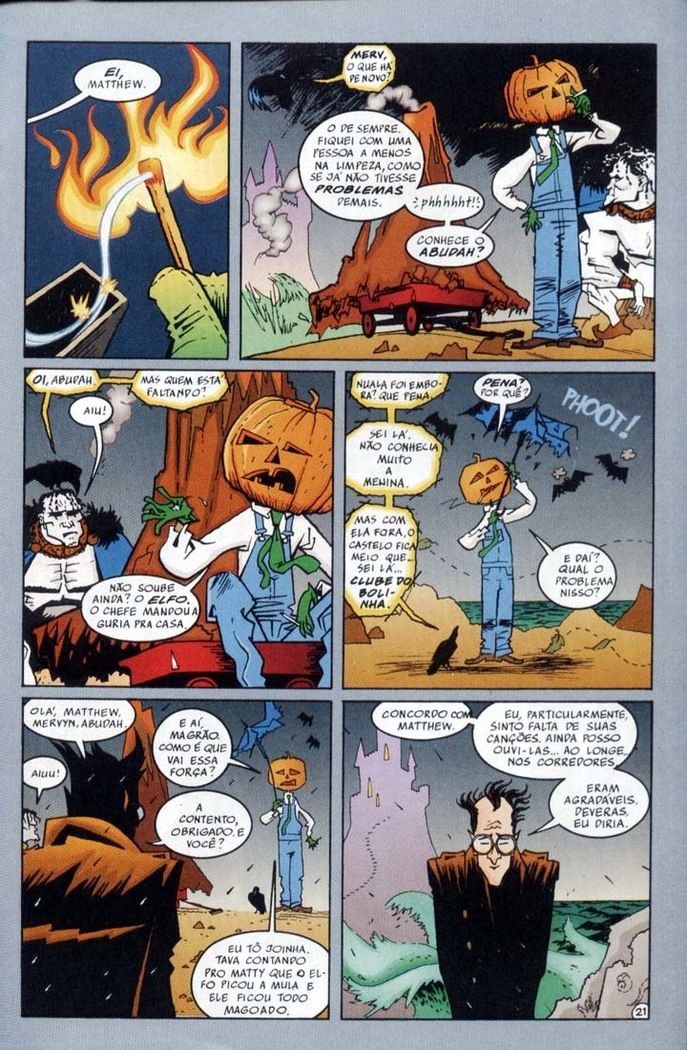 EI,
MATTHEW.
MERV,
O QUE HÁ
DE NOVO?
O DE SEMPRE.
FIQUEI COM UMA
PESSOA A MENOS
NA LIMPEZA, COMO
SE JÁ NÃO TIVESSE
PROBLEMAS
DEMAIS.
phhhhht!!
CONHECE O
ABUDAH?
OI, ABUDAH.
MAS QUEM ESTÁ
FALTANDO?
AIU!
NÃO SOUBE
AINDA? O ELFO,
O CHEFE MANDOU A
GURIA PRA CASA.
NUALA FOI EMBO-
RA? QUE PENA.
PENA?
POR QUÊ?
PHOOT!
SEI LÁ.
NÃO CONHECIA
MUITO
A
MENINA.
MAS COM
ELA FORA, O
CASTELO FICA
MEIO QUE...
SEI LÁ...
CLUBE DO
BOLI-
NHA.
E DAÍ?
QUAL O
PROBLEMA
NISSO?
OLÁ, MATTHEW,
MERVYN, ABUDAH.
AIUU!
E AÍ,
MAGRÃO.
COMO É QUE
VAI ESSA
FORÇA?
A
CONTENTO,
OBRIGADO. E
VOCÊ?
EU TÔ JOINHA.
TAVA CONTANDO
PRO MATTY QUE O EL-
FO PICOU A MULA E
ELE FICOU TODO
MAGOADO.
CONCORDO COM
MATTHEW.
EU, PARTICULARMENTE,
SINTO FALTA DE SUAS
CANÇÕES. AINDA POSSO
OUVI-LAS... AO LONGE...
NOS CORREDORES.
ERAM
AGRADÁVEIS.
DEVERAS,
EU DIRIA.
21